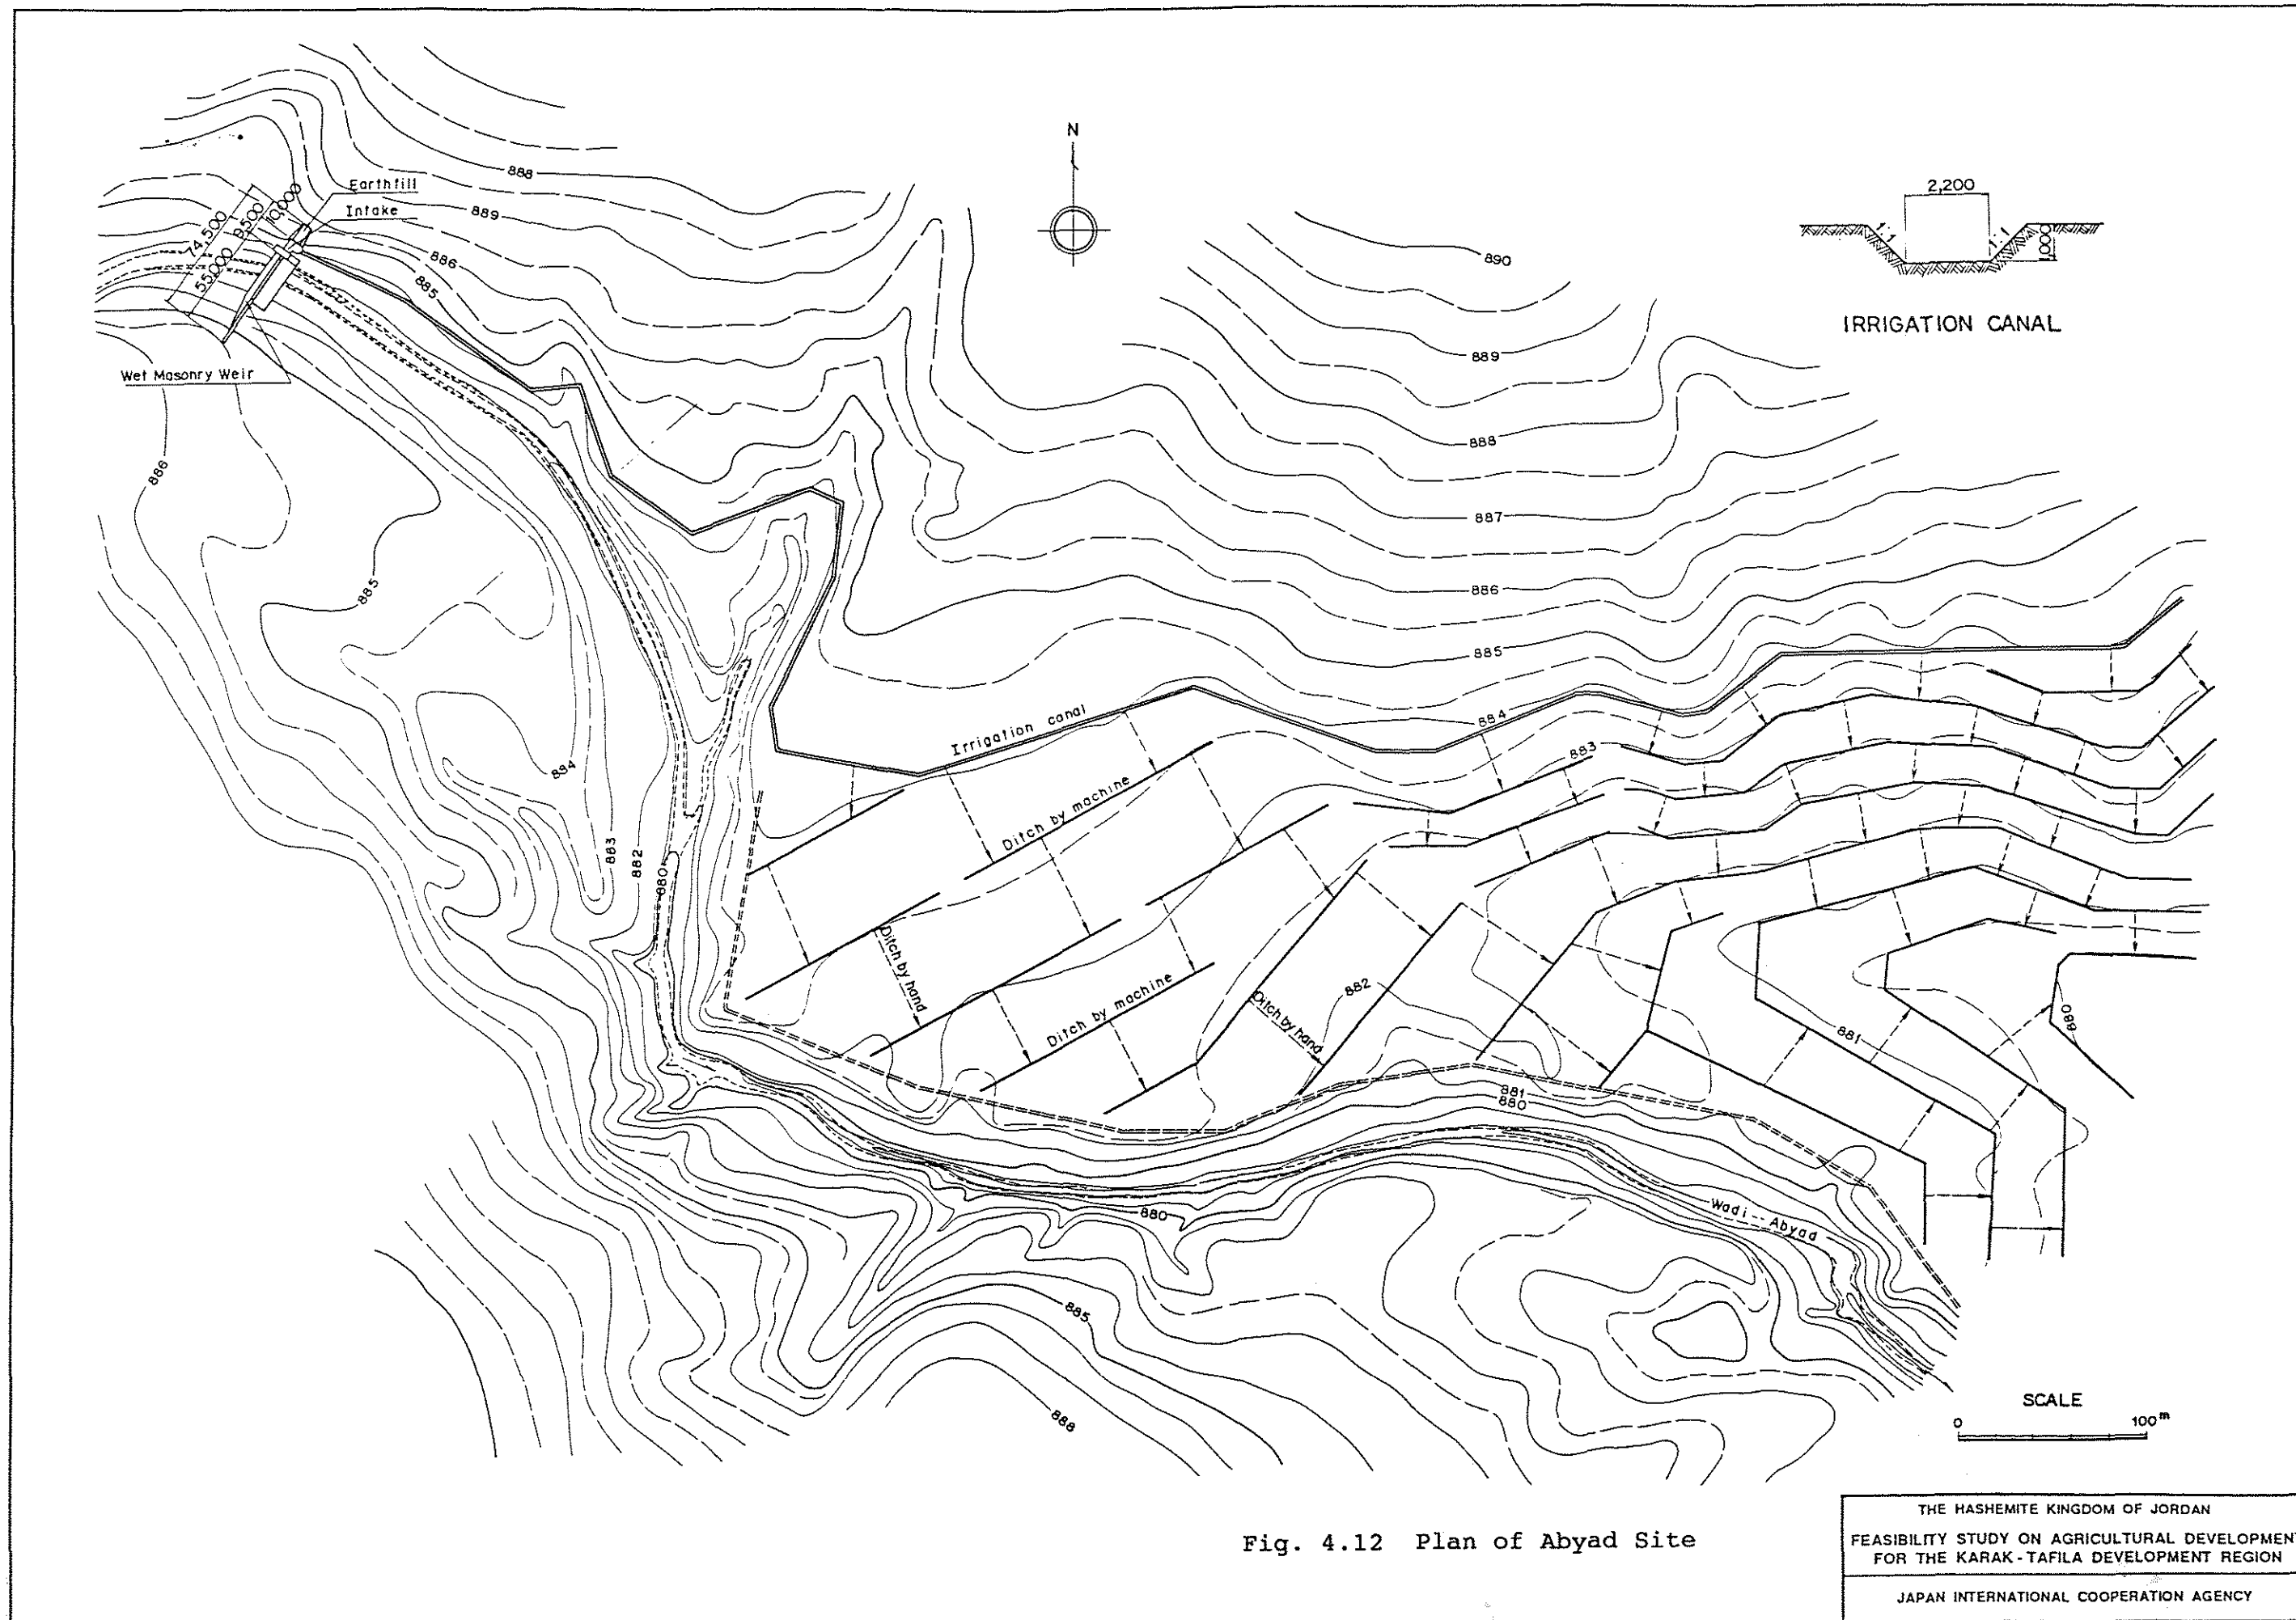 N
2,200
1:1
1:1
1,000
IRRIGATION CANAL
Earthfill
Intake
74,500
55,000
9,500
10,000
Wet Masonry Weir
888
889
886
885
890
889
888
887
886
885
884
883
886
885
884
883
882
880
Irrigation canal
Ditch by machine
Ditch by hand
Ditch by machine
Ditch by hand
882
881
880
881
880
880
Wadi - Abyad
885
888
SCALE
0 100m
Fig. 4.12 Plan of Abyad Site
THE HASHEMITE KINGDOM OF JORDAN
FEASIBILITY STUDY ON AGRICULTURAL DEVELOPMENT
FOR THE KARAK-TAFILA DEVELOPMENT REGION
JAPAN INTERNATIONAL COOPERATION AGENCY